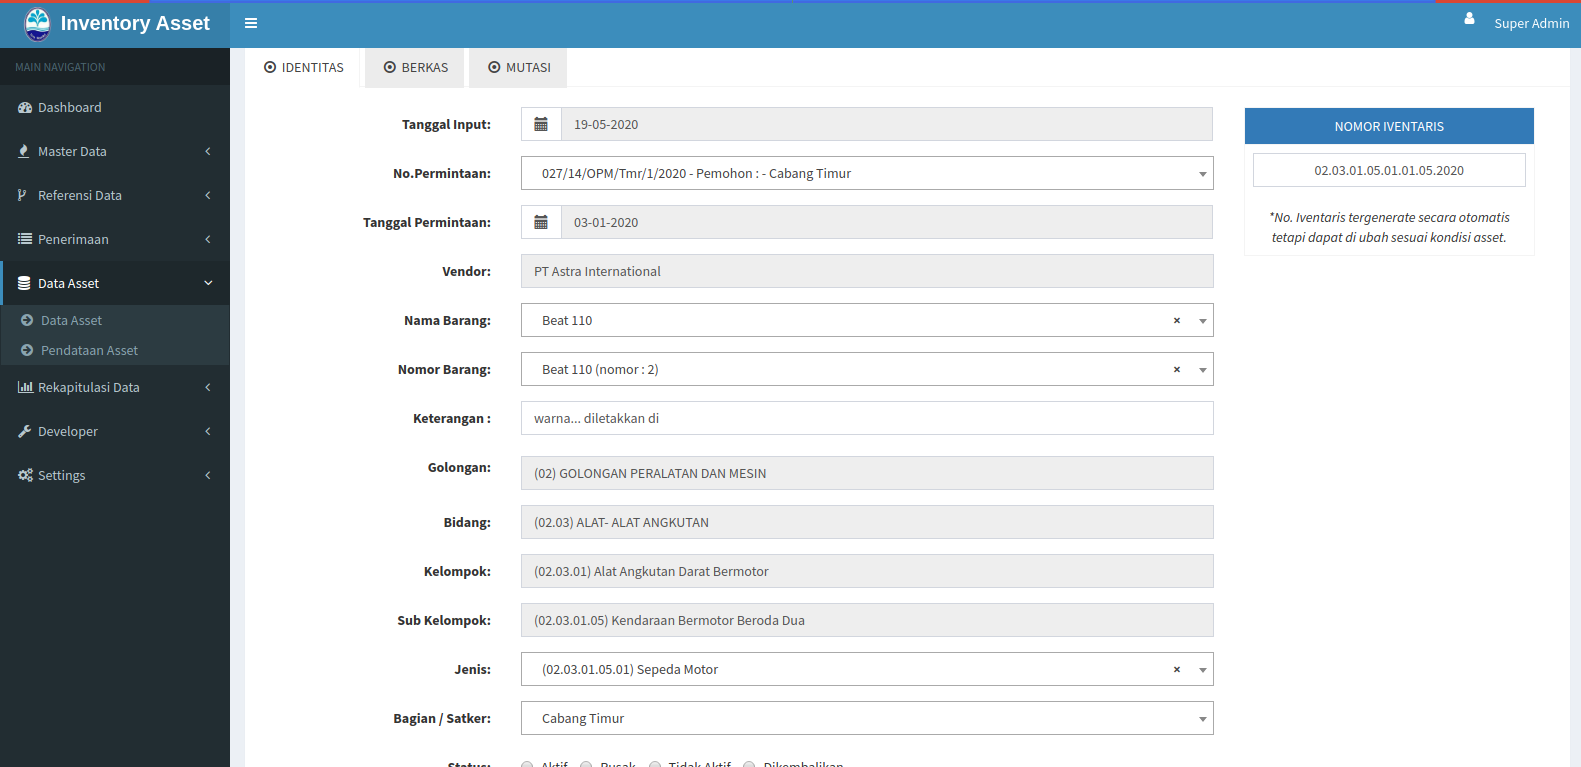 Inventory Asset
Super Admin
MAIN NAVIGATION
Dashboard
Master Data
Referensi Data
Penerimaan
Data Asset
Data Asset
Pendataan Asset
Rekapitulasi Data
Developer
Settings
IDENTITAS
BERKAS
MUTASI
Tanggal Input: 19-05-2020
No.Permintaan: 027/14/OPM/Tmr/1/2020 - Pemohon : - Cabang Timur
Tanggal Permintaan: 03-01-2020
Vendor: PT Astra International
Nama Barang: Beat 110 ×
Nomor Barang: Beat 110 (nomor : 2) ×
Keterangan : warna... diletakkan di
Golongan: (02) GOLONGAN PERALATAN DAN MESIN
Bidang: (02.03) ALAT- ALAT ANGKUTAN
Kelompok: (02.03.01) Alat Angkutan Darat Bermotor
Sub Kelompok: (02.03.01.05) Kendaraan Bermotor Beroda Dua
Jenis: (02.03.01.05.01) Sepeda Motor ×
Bagian / Satker: Cabang Timur
Status: Aktif Rusak Tidak Aktif Dikembalikan
NOMOR IVENTARIS
02.03.01.05.01.01.05.2020
*No. Iventaris tergenerate secara otomatis
tetapi dapat di ubah sesuai kondisi asset.